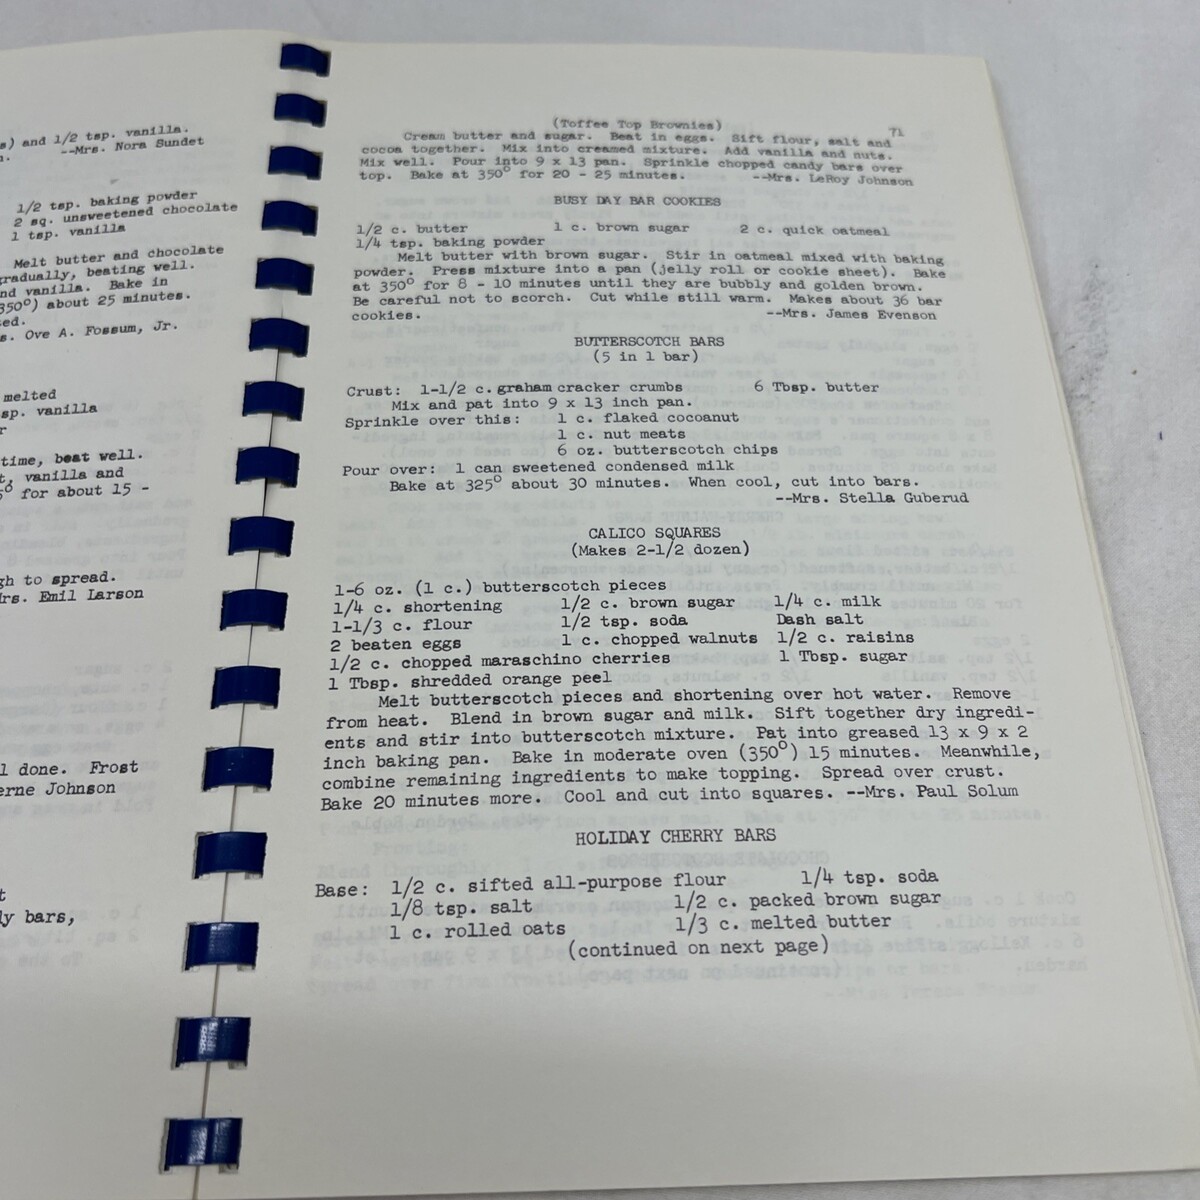 s) and 1/2 tsp. vanilla.
--Mrs. Nora Sundet
1/2 tsp. baking powder
2 sq. unsweetened chocolate
1 tsp. vanilla
Melt butter and chocolate
gradually, beating well.
nd vanilla. Bake in
350°) about 25 minutes.
ted.
s. Ove A. Fossum, Jr.
melted
sp. vanilla
r
time, beat well.
t, vanilla and
5° for about 15 -
gh to spread.
Mrs. Emil Larson
l done. Frost
erne Johnson
t
dy bars,
71
(Toffee Top Brownies)
Cream butter and sugar. Beat in eggs. Sift flour, salt and
cocoa together. Mix into creamed mixture. Add vanilla and nuts.
Mix well. Pour into 9 x 13 pan. Sprinkle chopped candy bars over
top. Bake at 350° for 20 - 25 minutes. --Mrs. LeRoy Johnson
BUSY DAY BAR COOKIES
1/2 c. butter 1 c. brown sugar 2 c. quick oatmeal
1/4 tsp. baking powder
Melt butter with brown sugar. Stir in oatmeal mixed with baking
powder. Press mixture into a pan (jelly roll or cookie sheet). Bake
at 350° for 8 - 10 minutes until they are bubbly and golden brown.
Be careful not to scorch. Cut while still warm. Makes about 36 bar
cookies. --Mrs. James Evenson
BUTTERSCOTCH BARS
(5 in 1 bar)
Crust: 1-1/2 c. graham cracker crumbs 6 Tbsp. butter
Mix and pat into 9 x 13 inch pan.
Sprinkle over this: 1 c. flaked cocoanut
1 c. nut meats
6 oz. butterscotch chips
Pour over: 1 can sweetened condensed milk
Bake at 325° about 30 minutes. When cool, cut into bars.
--Mrs. Stella Guberud
CALICO SQUARES
(Makes 2-1/2 dozen)
1-6 oz. (1 c.) butterscotch pieces
1/4 c. shortening 1/2 c. brown sugar 1/4 c. milk
1-1/3 c. flour 1/2 tsp. soda Dash salt
2 beaten eggs 1 c. chopped walnuts 1/2 c. raisins
1/2 c. chopped maraschino cherries 1 Tbsp. sugar
1 Tbsp. shredded orange peel
Melt butterscotch pieces and shortening over hot water. Remove
from heat. Blend in brown sugar and milk. Sift together dry ingredi-
ents and stir into butterscotch mixture. Pat into greased 13 x 9 x 2
inch baking pan. Bake in moderate oven (350°) 15 minutes. Meanwhile,
combine remaining ingredients to make topping. Spread over crust.
Bake 20 minutes more. Cool and cut into squares. --Mrs. Paul Solum
HOLIDAY CHERRY BARS
Base: 1/2 c. sifted all-purpose flour 1/4 tsp. soda
1/8 tsp. salt 1/2 c. packed brown sugar
1 c. rolled oats 1/3 c. melted butter
(continued on next page)